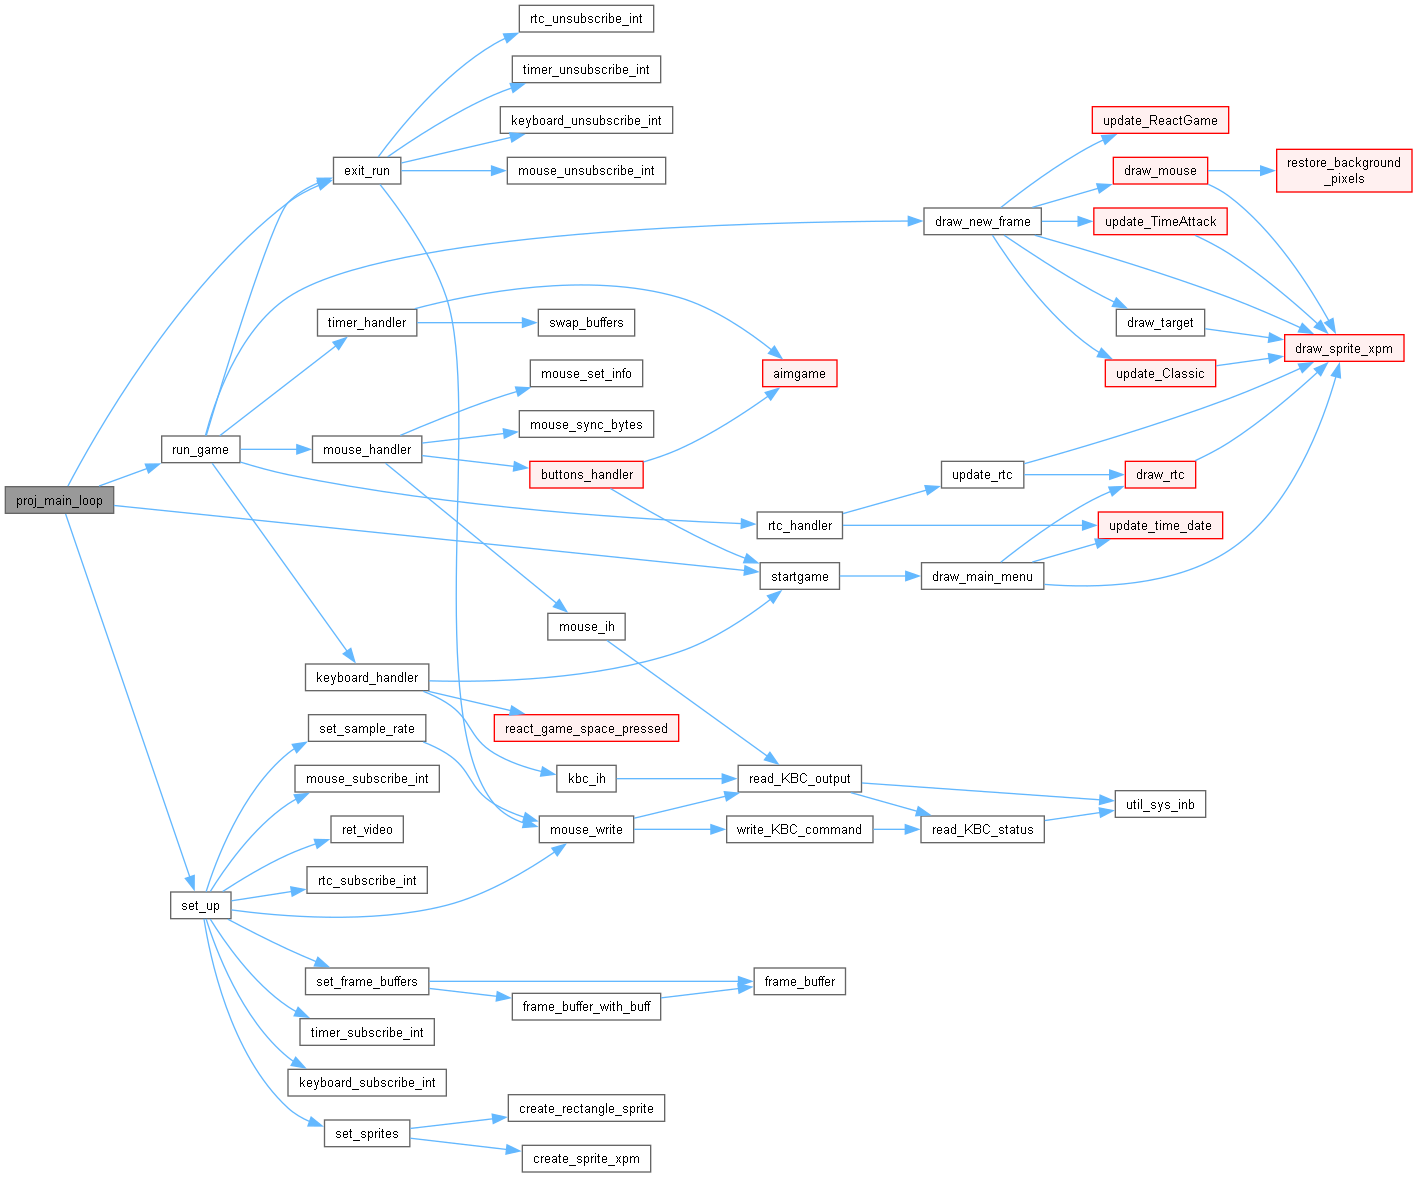 rtc_unsubscribe_int
timer_unsubscribe_int
keyboard_unsubscribe_int
update_ReactGame
exit_run
mouse_unsubscribe_int
draw_mouse
restore_background
_pixels
draw_new_frame
update_TimeAttack
timer_handler
swap_buffers
draw_target
draw_sprite_xpm
mouse_set_info
aimgame
update_Classic
mouse_sync_bytes
run_game
mouse_handler
buttons_handler
update_rtc
draw_rtc
proj_main_loop
rtc_handler
update_time_date
startgame
draw_main_menu
mouse_ih
keyboard_handler
set_sample_rate
react_game_space_pressed
mouse_subscribe_int
kbc_ih
read_KBC_output
util_sys_inb
ret_video
mouse_write
write_KBC_command
read_KBC_status
rtc_subscribe_int
set_up
set_frame_buffers
frame_buffer
frame_buffer_with_buff
timer_subscribe_int
keyboard_subscribe_int
create_rectangle_sprite
set_sprites
create_sprite_xpm